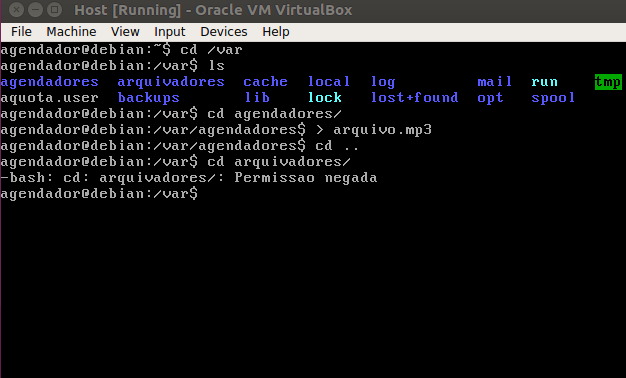 Host [Running] - Oracle VM VirtualBox
File Machine View Input Devices Help
agendador@debian:~$ cd /var
agendador@debian:/var$ ls
agendadores arquivadores cache local log mail run tmp
aquota.user backups lib lock lost+found opt spool
agendador@debian:/var$ cd agendadores/
agendador@debian:/var/agendadores$ > arquivo.mp3
agendador@debian:/var/agendadores$ cd ..
agendador@debian:/var$ cd arquivadores/
-bash: cd: arquivadores/: Permissao negada
agendador@debian:/var$